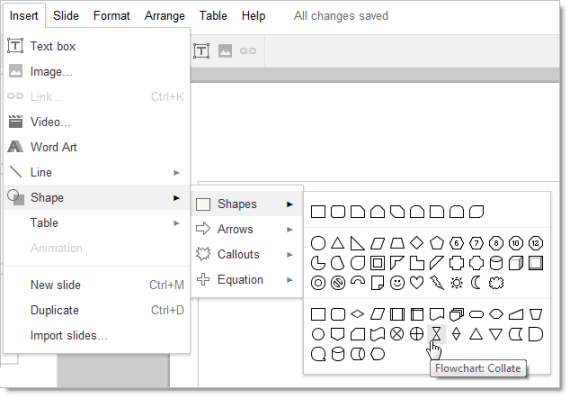 Insert Slide Format Arrange Table Help All changes saved
Text box
Image...
Link... Ctrl+K
Video...
Word Art
Line
Shape
Table
Animation
New slide Ctrl+M
Duplicate Ctrl+D
Import slides...
Shapes
Arrows
Callouts
Equation
6 7 8 10 12
Flowchart: Collate